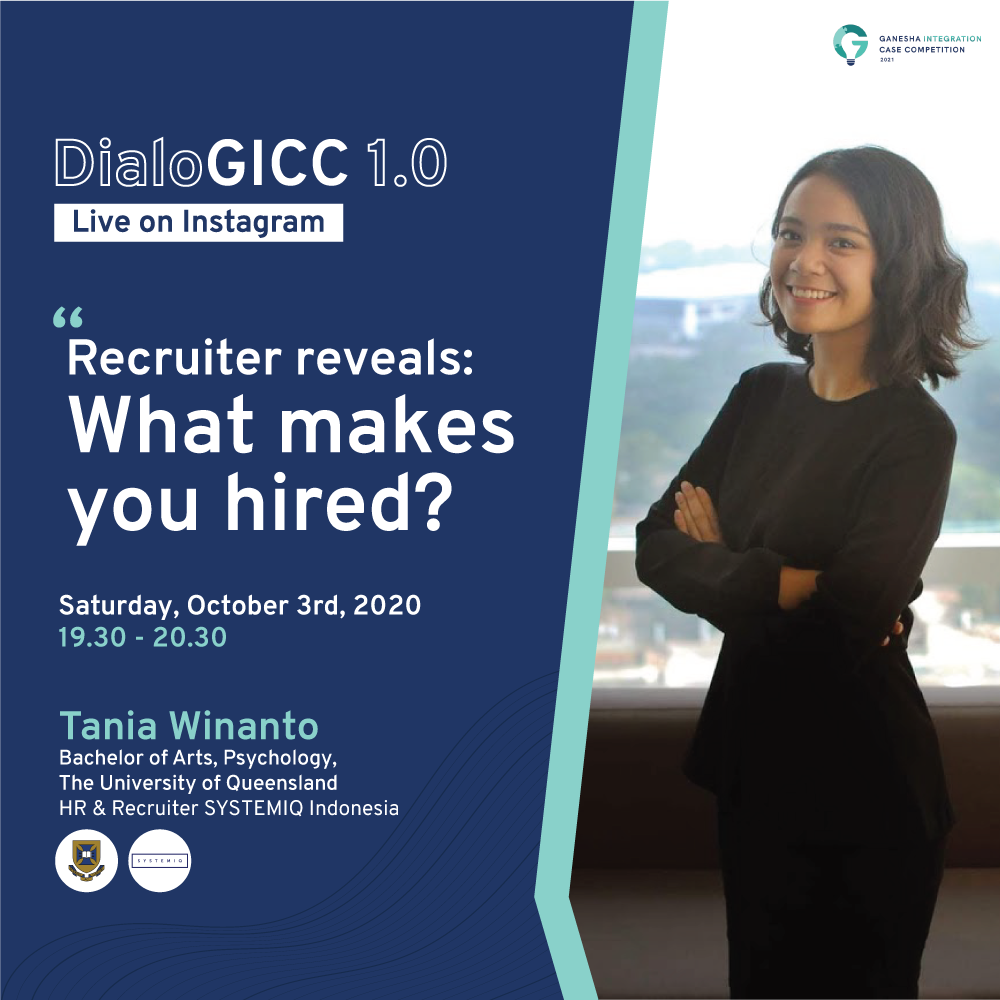 GANESHA INTEGRATION
CASE COMPETITION
2021
DialoGICC 1.0
Live on Instagram
“
Recruiter reveals:
What makes
you hired?
Saturday, October 3rd, 2020
19.30 - 20.30
Tania Winanto
Bachelor of Arts, Psychology,
The University of Queensland
HR & Recruiter SYSTEMIQ Indonesia
SYSTEMIQ